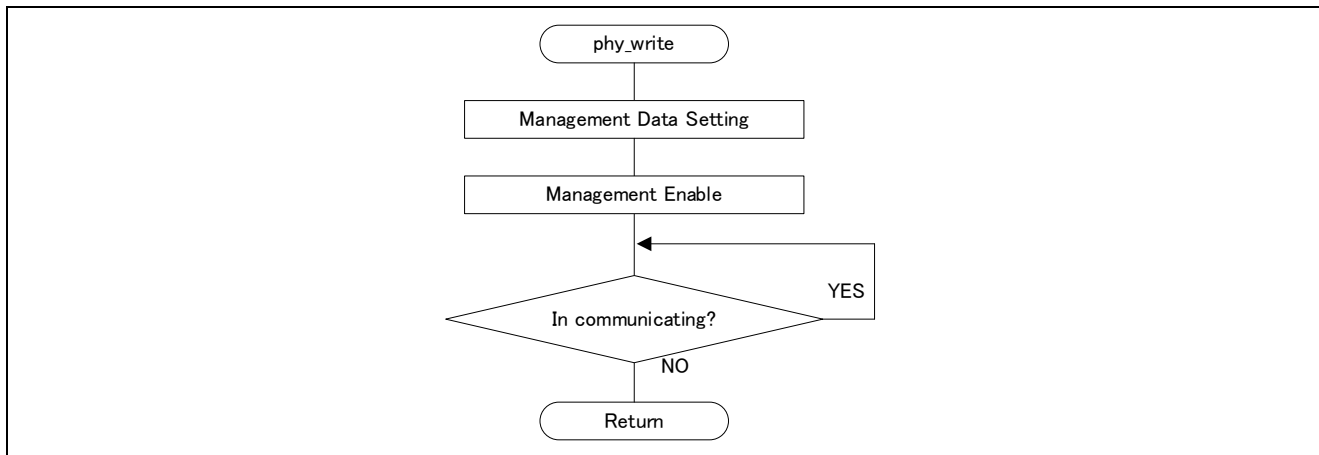 phy_write
Management Data Setting
Management Enable
YES
In communicating?
NO
Return